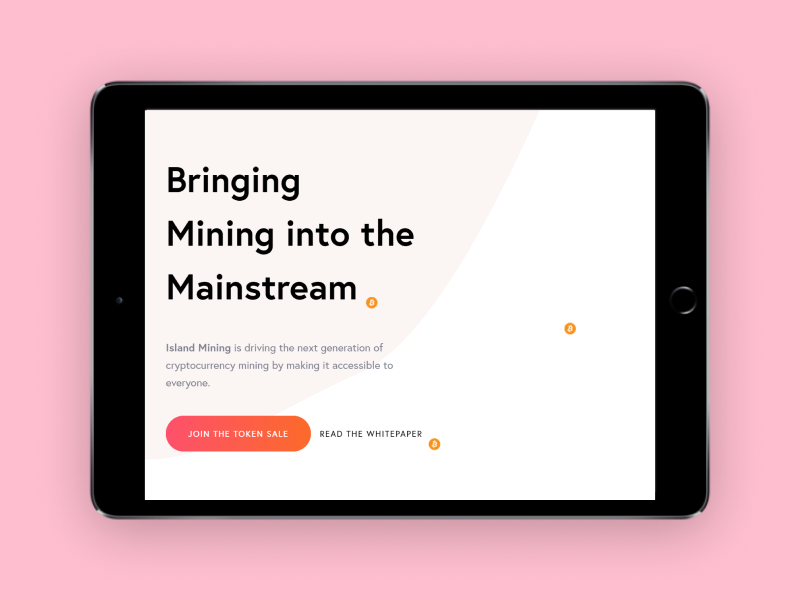 Bringing
Mining into the
Mainstream
Island Mining is driving the next generation of
cryptocurrency mining by making it accessible to
everyone.
JOIN THE TOKEN SALE READ THE WHITEPAPER